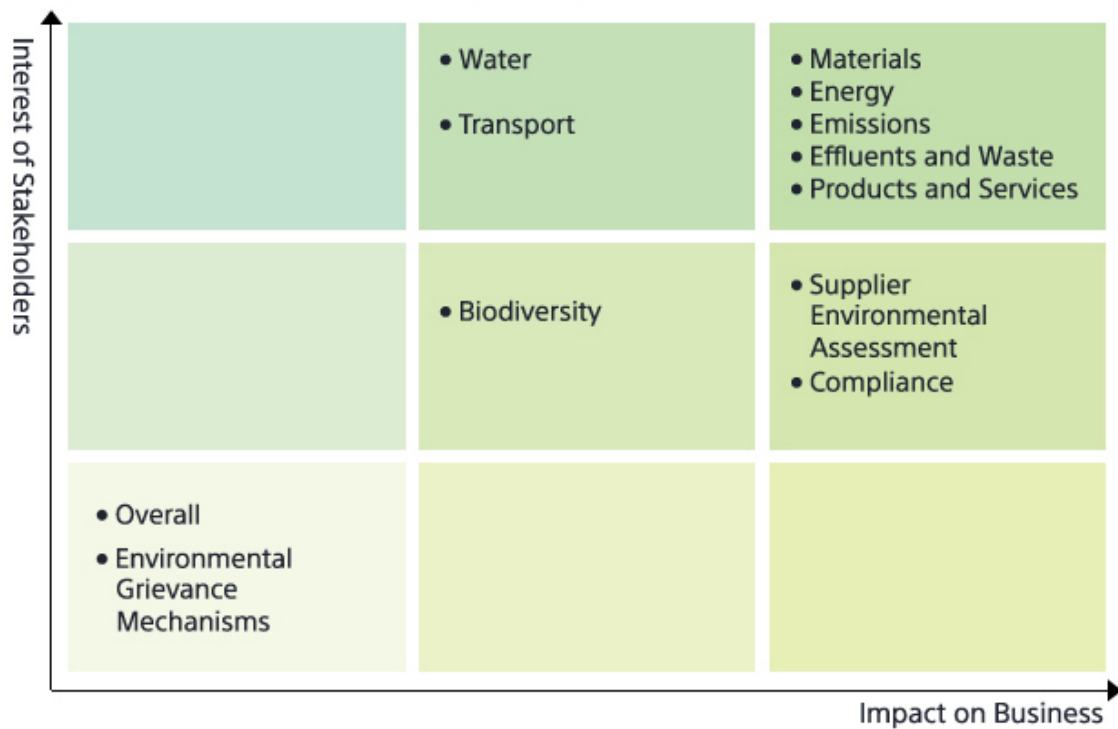 Interest of Stakeholders
• Water
• Transport
• Materials
• Energy
• Emissions
• Effluents and Waste
• Products and Services
• Biodiversity
• Supplier
Environmental
Assessment
• Compliance
• Overall
• Environmental
Grievance
Mechanisms
Impact on Business